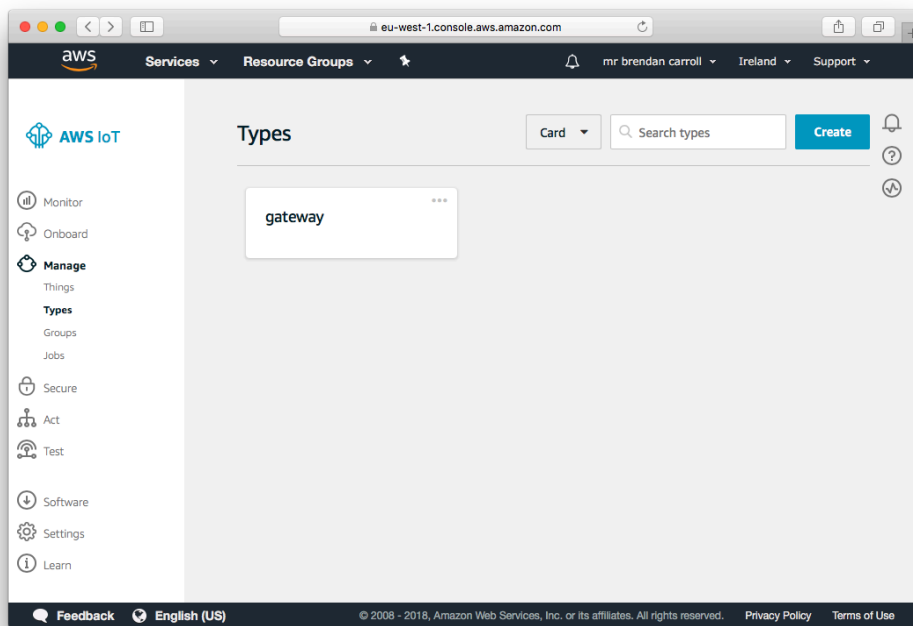 eu-west-1.console.aws.amazon.com
aws Services Resource Groups mr brendan carroll Ireland Support
AWS IoT
Types Card Search types Create
gateway
Monitor
Onboard
Manage
Things
Types
Groups
Jobs
Secure
Act
Test
Software
Settings
Learn
Feedback English (US) © 2008 - 2018, Amazon Web Services, Inc. or its affiliates. All rights reserved. Privacy Policy Terms of Use